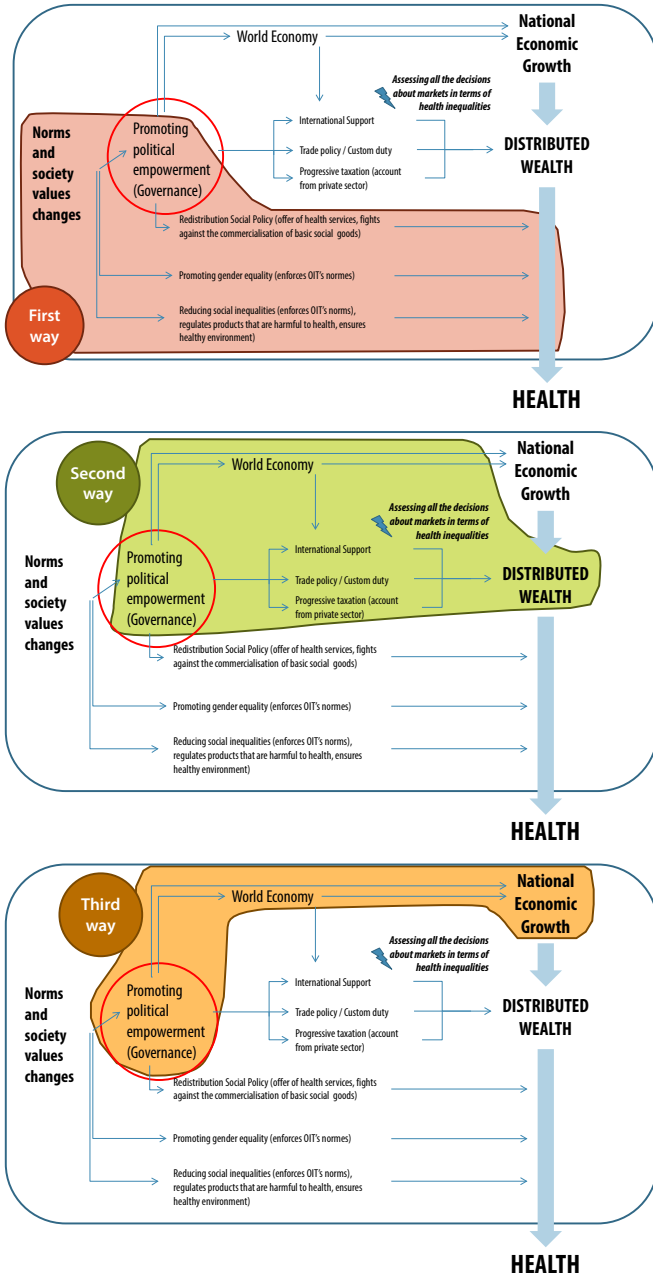 World Economy
National
Economic
Growth
Assessing all the decisions
about markets in terms of
health inequalities
Norms
and
society
values
changes
Promoting
political
empowerment
(Governance)
International Support
Trade policy / Custom duty
Progressive taxation (account
from private sector)
DISTRIBUTED
WEALTH
Redistribution Social Policy (offer of health services, fights
against the commercialisation of basic social goods)
Promoting gender equality (enforces OIT's normes)
Reducing social inequalities (enforces OIT's norms),
regulates products that are harmful to health, ensures
healthy environment)
First
way
HEALTH
Second
way
World Economy
National
Economic
Growth
Assessing all the decisions
about markets in terms of
health inequalities
Norms
and
society
values
changes
Promoting
political
empowerment
(Governance)
International Support
Trade policy / Custom duty
Progressive taxation (account
from private sector)
DISTRIBUTED
WEALTH
Redistribution Social Policy (offer of health services, fights
against the commercialisation of basic social goods)
Promoting gender equality (enforces OIT's normes)
Reducing social inequalities (enforces OIT's norms),
regulates products that are harmful to health, ensures
healthy environment)
HEALTH
Third
way
World Economy
National
Economic
Growth
Assessing all the decisions
about markets in terms of
health inequalities
Norms
and
society
values
changes
Promoting
political
empowerment
(Governance)
International Support
Trade policy / Custom duty
Progressive taxation (account
from private sector)
DISTRIBUTED
WEALTH
Redistribution Social Policy (offer of health services, fights
against the commercialisation of basic social goods)
Promoting gender equality (enforces OIT's normes)
Reducing social inequalities (enforces OIT's norms),
regulates products that are harmful to health, ensures
healthy environment)
HEALTH